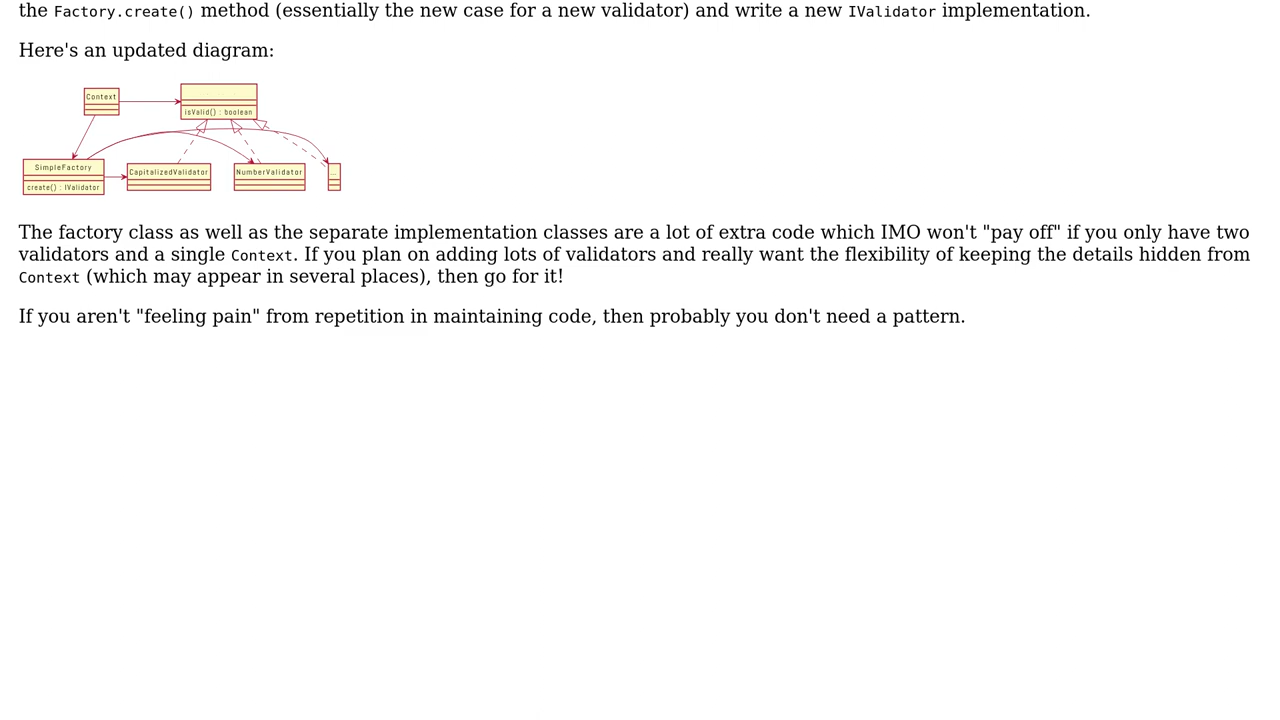 the Factory.create() method (essentially the new case for a new validator) and write a new IValidator implementation.
Here's an updated diagram:
Context
isValid() : boolean
SimpleFactory
create() : IValidator
CapitalizedValidator
NumberValidator
...
The factory class as well as the separate implementation classes are a lot of extra code which IMO won't "pay off" if you only have two
validators and a single Context. If you plan on adding lots of validators and really want the flexibility of keeping the details hidden from
Context (which may appear in several places), then go for it!
If you aren't "feeling pain" from repetition in maintaining code, then probably you don't need a pattern.